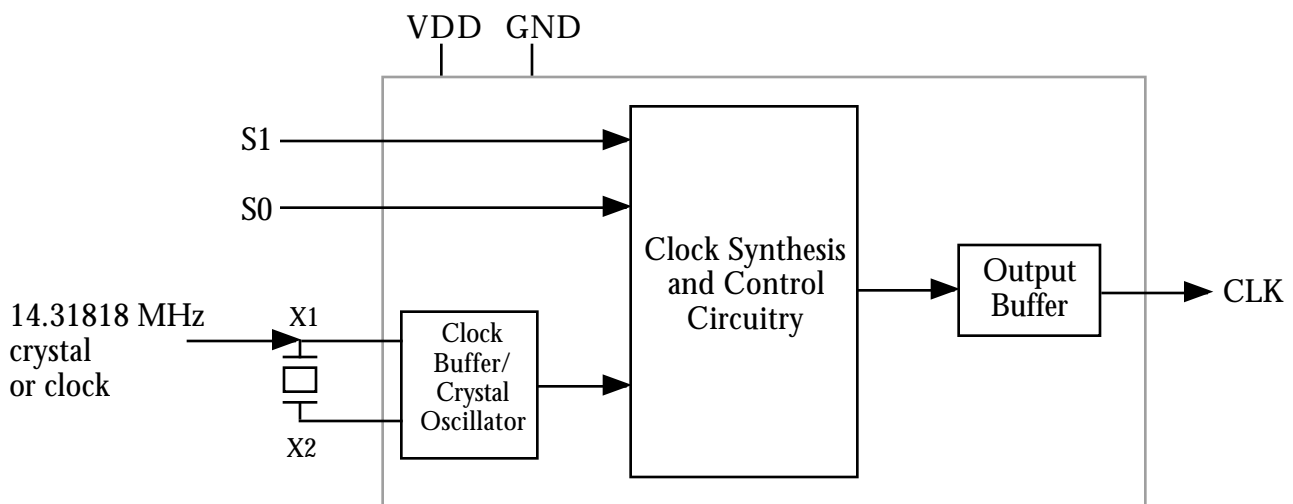 VDD GND
S1
S0
Clock Synthesis
and Control
Circuitry
Output
Buffer
CLK
14.31818 MHz
crystal
or clock
X1
X2
Clock
Buffer/
Crystal
Oscillator